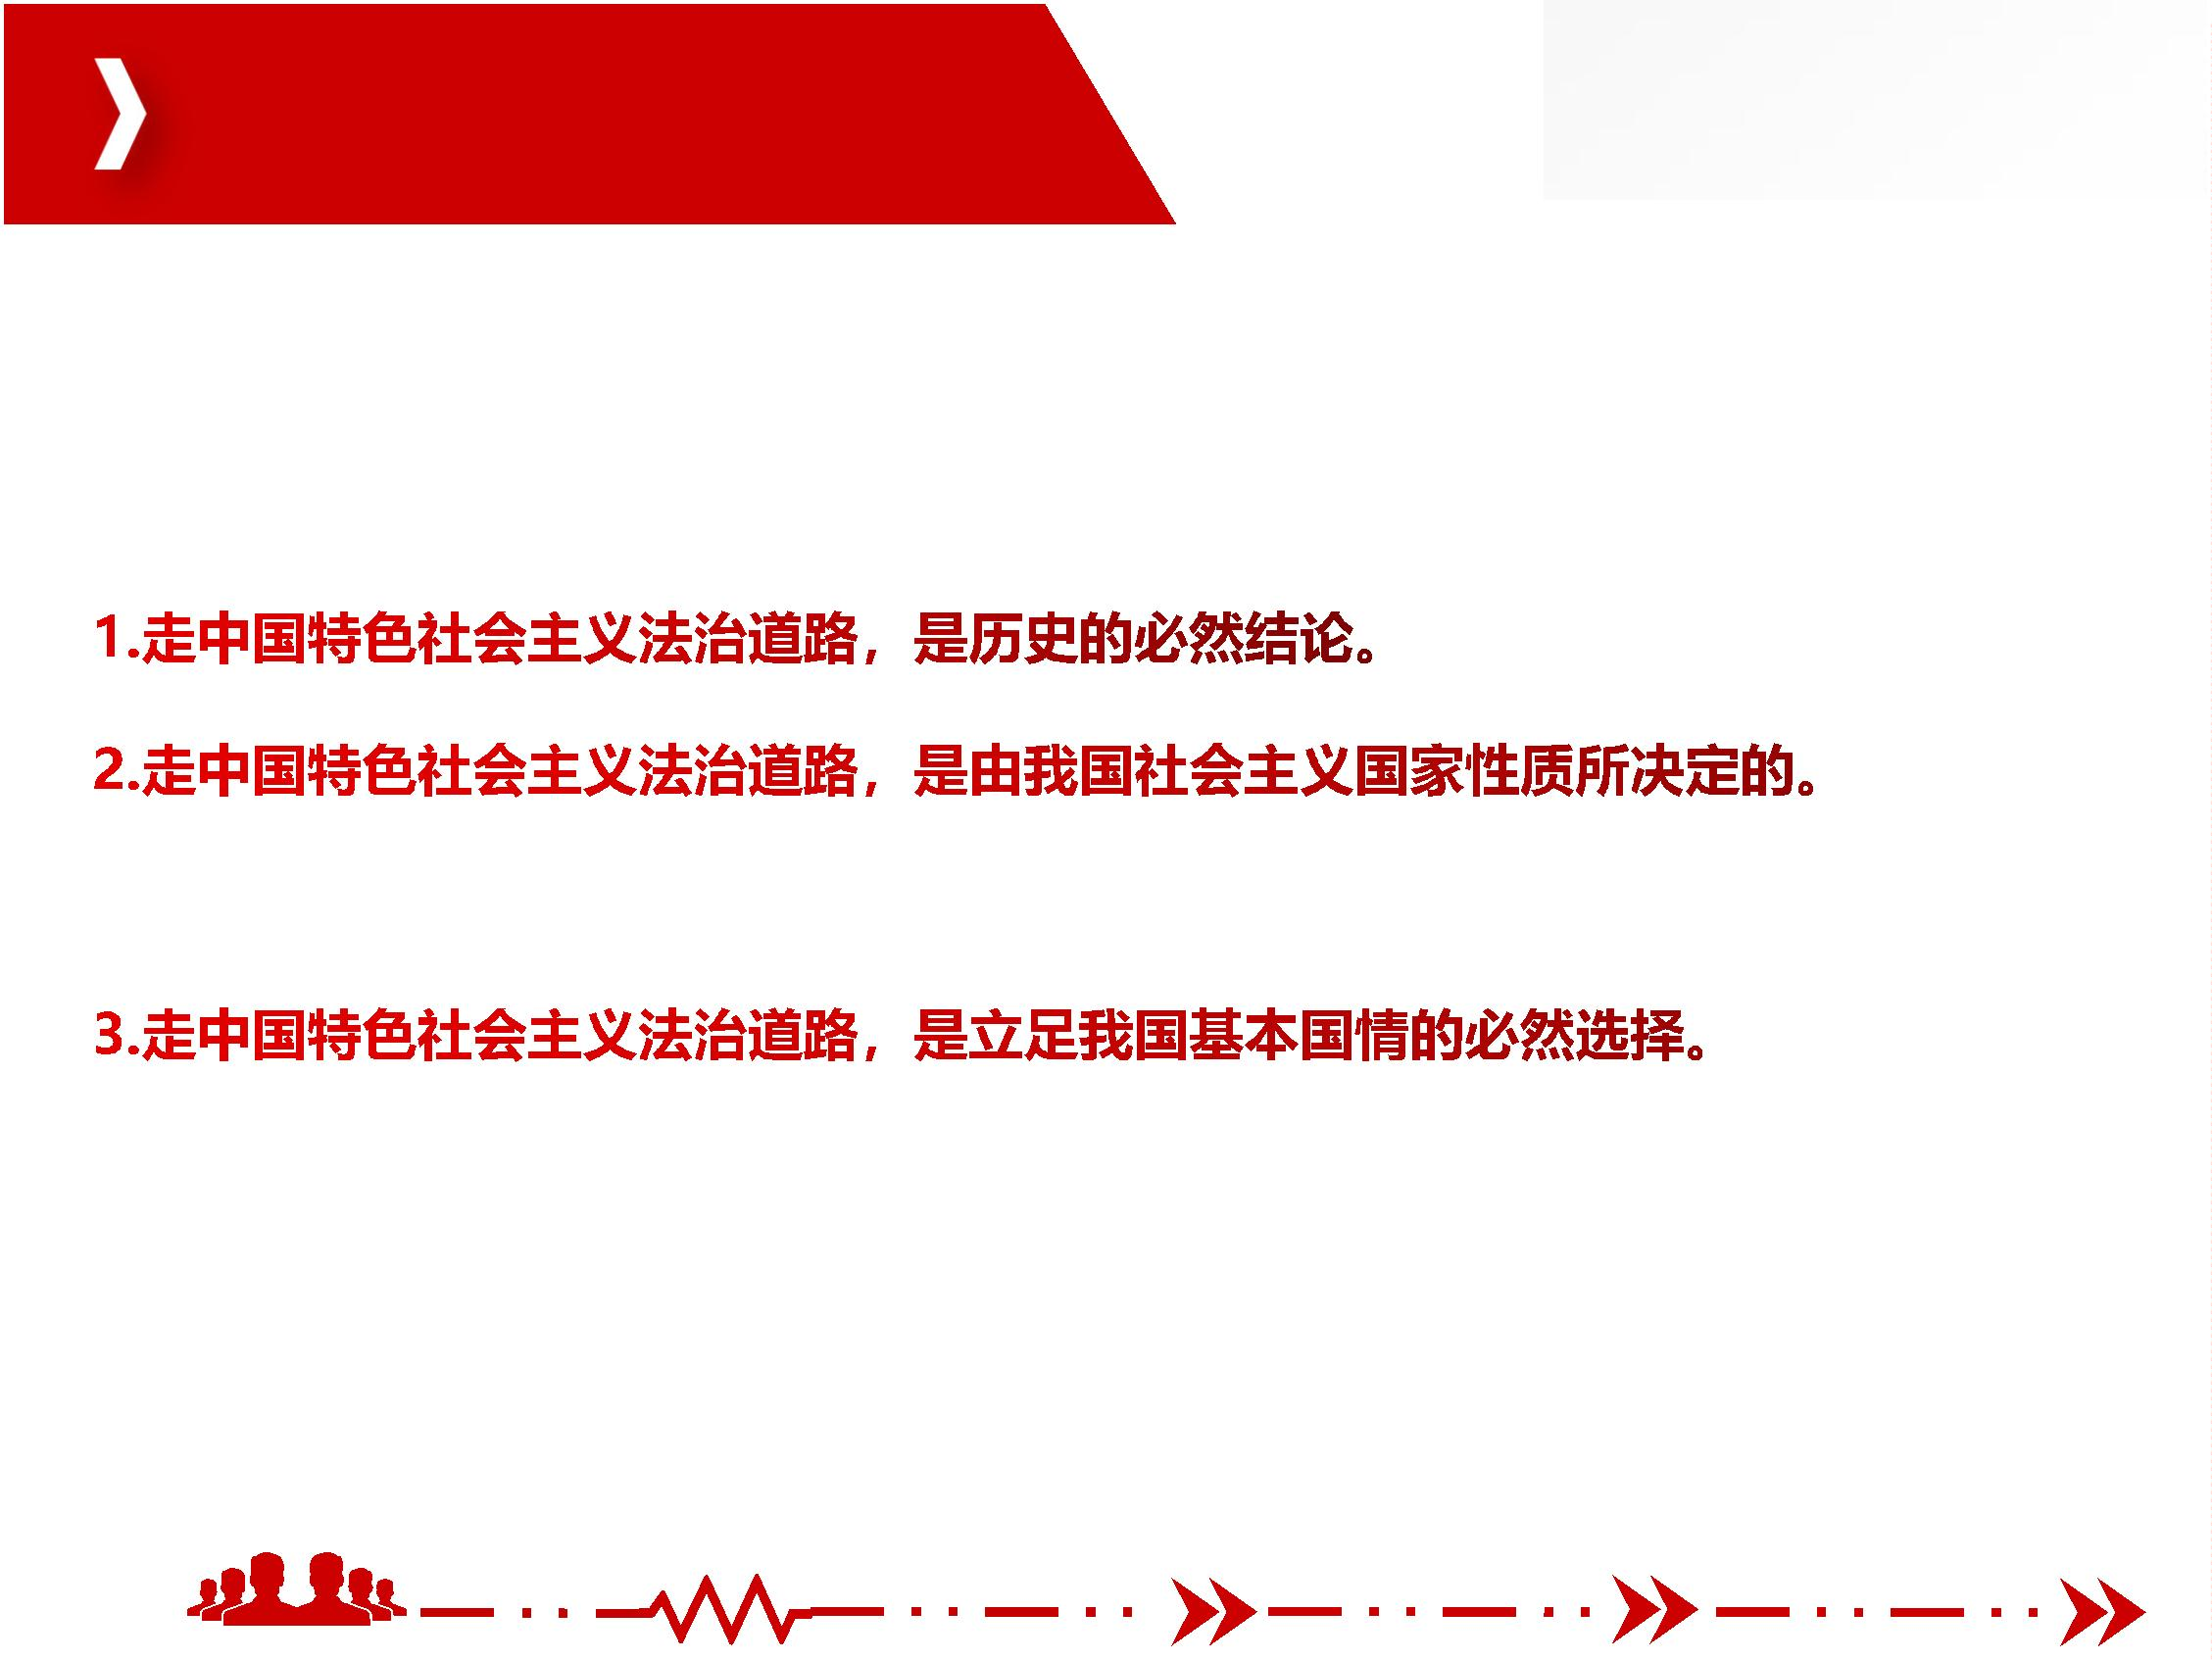 1.走中国特色社会主义法治道路，是历史的必然结论。
2.走中国特色社会主义法治道路，是由我国社会主义国家性质所决定的。
3.走中国特色社会主义法治道路，是立足我国基本国情的必然选择。